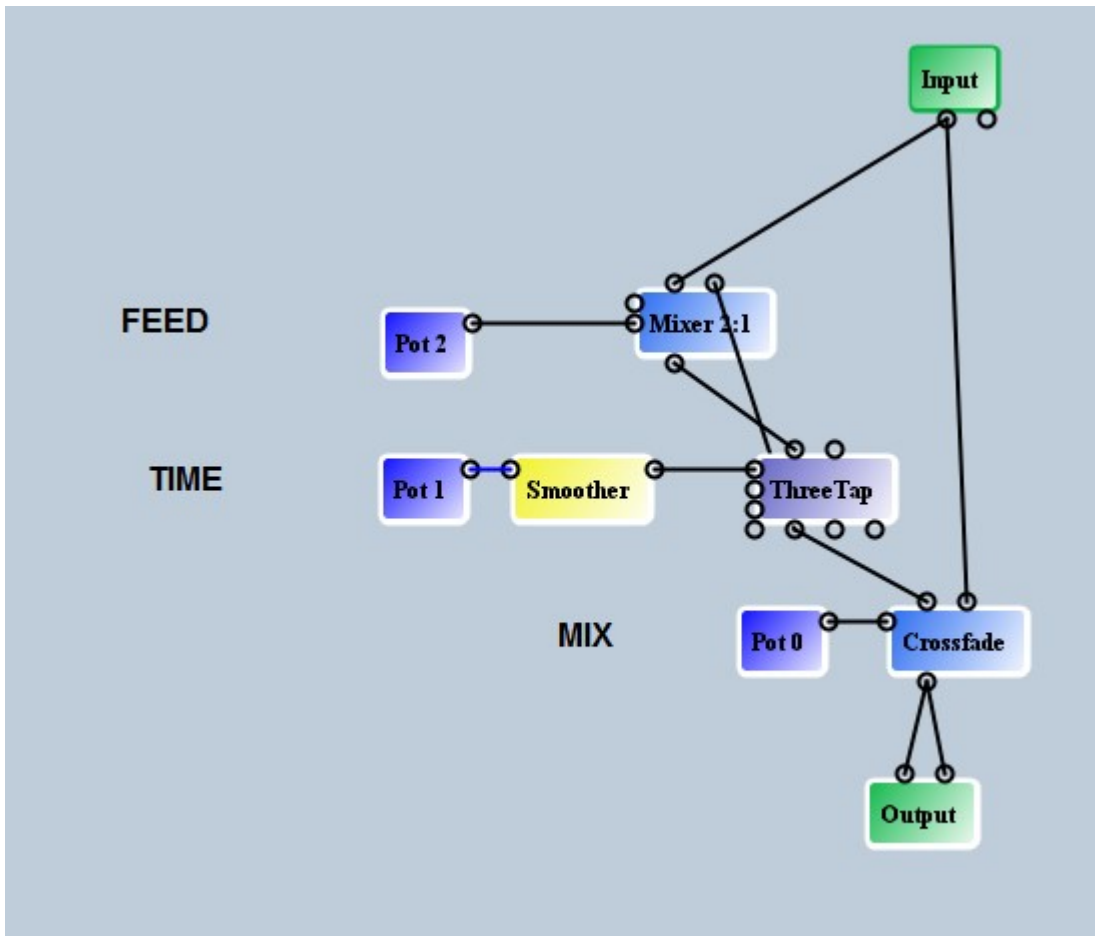 Input
FEED
Pot 2
Mixer 2:1
TIME
Pot 1
Smoother
ThreeTap
MIX
Pot 0
Crossfade
Output